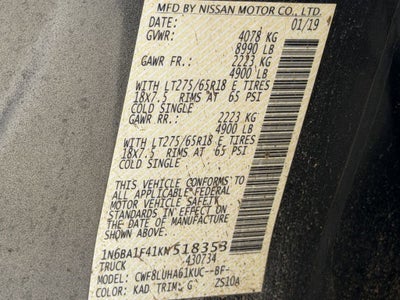 MFD BY NISSAN MOTOR CO., LTD.
DATE: 01/19
GVWR: 4078 KG
8990 LB
GAWR FR.: 2223 KG
4900 LB
WITH LT275/65R18 E TIRES
18X7.5 RIMS AT 65 PSI
COLD SINGLE
GAWR RR.: 2223 KG
4900 LB
WITH LT275/65R18 E TIRES
18X7.5 RIMS AT 65 PSI
COLD SINGLE
THIS VEHICLE CONFORMS TO
ALL APPLICABLE FEDERAL
MOTOR VEHICLE SAFETY
STANDARDS IN EFFECT ON
THE DATE OF MANUFACTURE
SHOWN ABOVE.
1N6BA1F41KN518353
TRUCK 430734
MODEL: CWF8LUHA61KUC--BF-
COLOR: KAD TRIM: G ZS10A